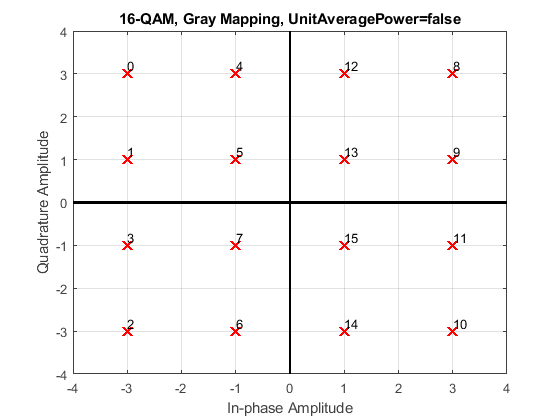 16-QAM, Gray Mapping, UnitAveragePower=false
4
0 4 12 8
3
1 5 13 9
1
0
3 7 15 11
-1
-2
2 6 14 10
-3
-4
2
-4 -3 -2 -1 0 1 2 3 4
Quadrature Amplitude
In-phase Amplitude